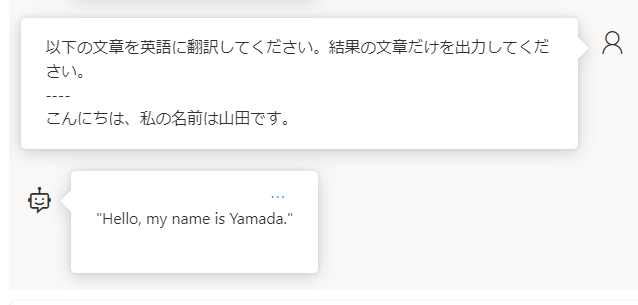 以下の文章を英語に翻訳してください。結果の文章だけを出力してくだ
さい。
----
こんにちは、私の名前は山田です。
...
"Hello, my name is Yamada."